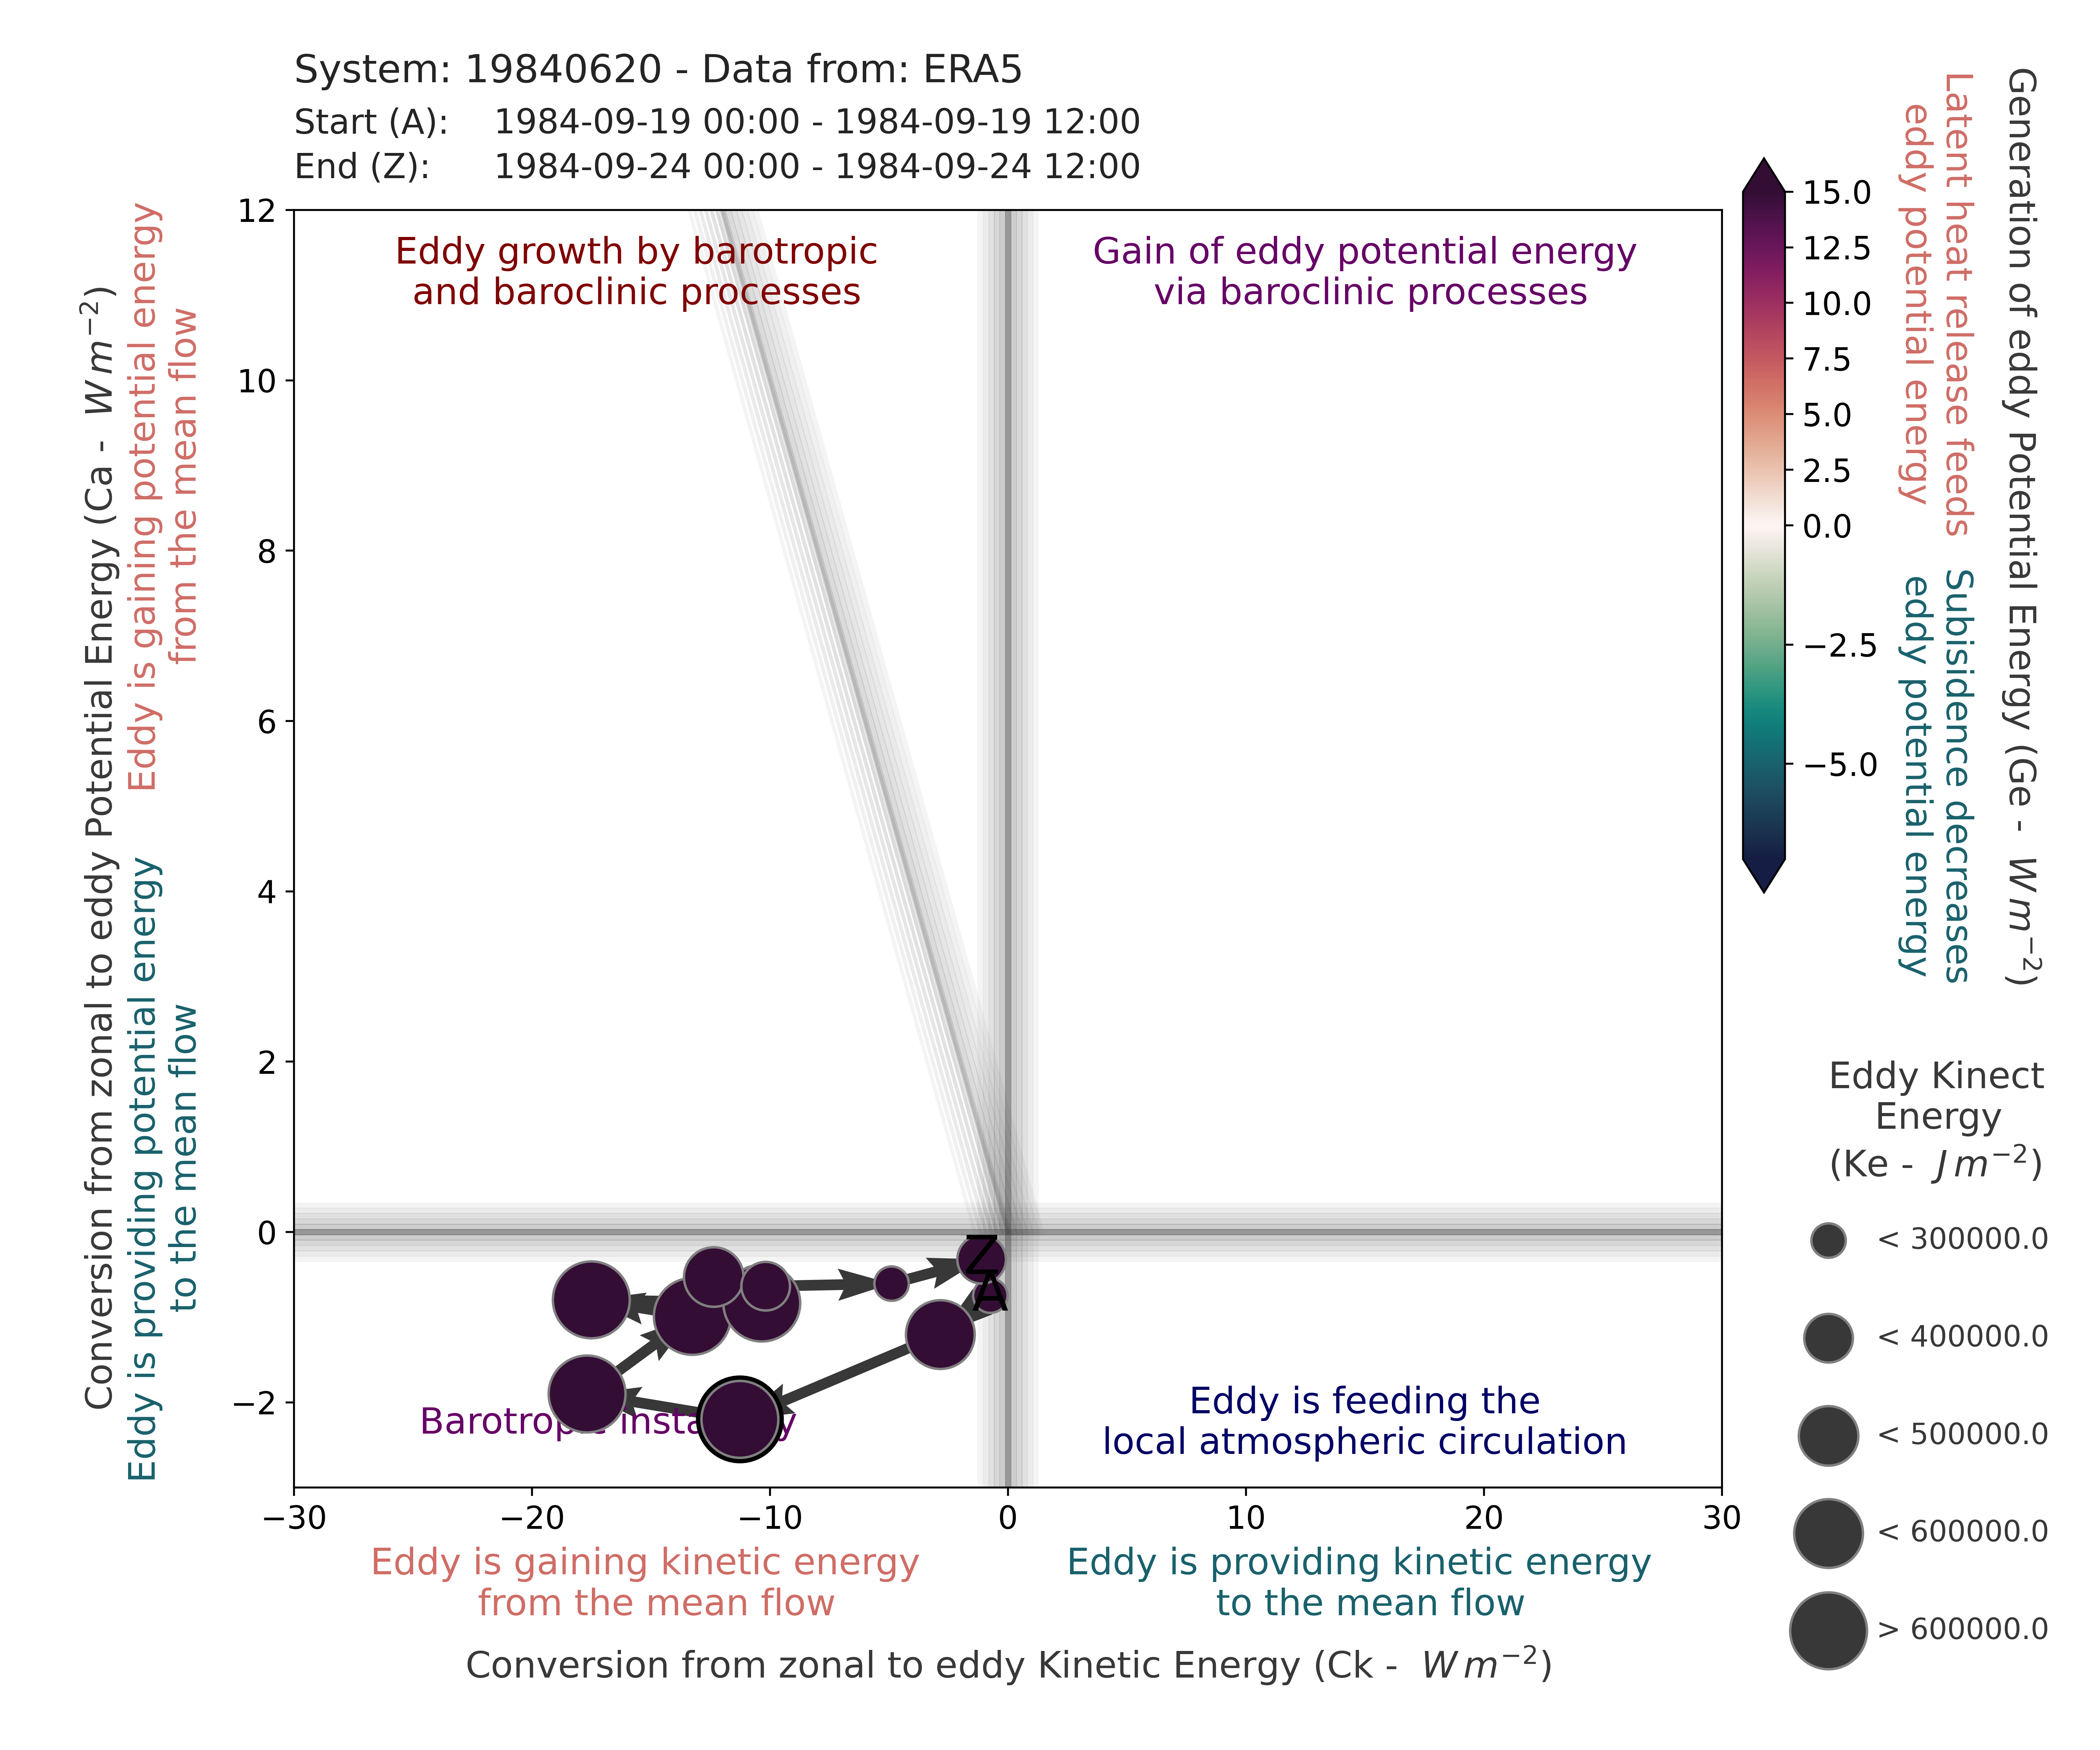 System: 19840620 - Data from: ERA5
Start (A): 1984-09-19 00:00 - 1984-09-19 12:00
End (Z): 1984-09-24 00:00 - 1984-09-24 12:00
Conversion from zonal to eddy Potential Energy (Ca - W m⁻²)
Eddy is gaining potential energy
from the mean flow
Eddy is providing potential energy
to the mean flow
12
10
8
6
4
2
0
−2
Eddy growth by barotropic
and baroclinic processes
Gain of eddy potential energy
via baroclinic processes
Z
A
Barotropic instability
Eddy is feeding the
local atmospheric circulation
−30
−20
−10
0
10
20
30
Eddy is gaining kinetic energy
from the mean flow
Eddy is providing kinetic energy
to the mean flow
Conversion from zonal to eddy Kinetic Energy (Ck - W m⁻²)
15.0
12.5
10.0
7.5
5.0
2.5
0.0
−2.5
−5.0
Latent heat release feeds
eddy potential energy
Subisidence decreases
eddy potential energy
Generation of eddy Potential Energy (Ge - W m⁻²)
Eddy Kinect
Energy
(Ke - J m⁻²)
< 300000.0
< 400000.0
< 500000.0
< 600000.0
> 600000.0